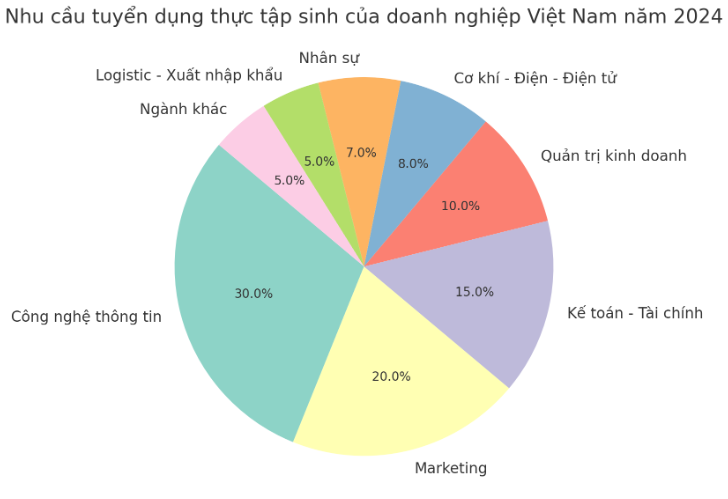 Nhu cầu tuyển dụng thực tập sinh của doanh nghiệp Việt Nam năm 2024
Nhân sự
Logistic - Xuất nhập khẩu
Cơ khí - Điện - Điện tử
Ngành khác
Quản trị kinh doanh
7.0%
5.0%
8.0%
5.0%
10.0%
30.0%
15.0%
Công nghệ thông tin
Kế toán - Tài chính
20.0%
Marketing